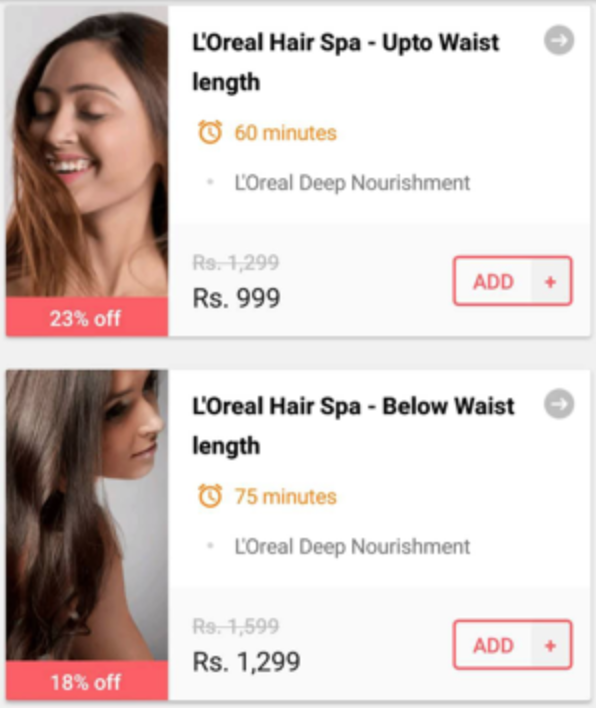 L'Oreal Hair Spa - Upto Waist
length
60 minutes
L'Oreal Deep Nourishment
Rs. 1,299
Rs. 999
ADD +
23% off
L'Oreal Hair Spa - Below Waist
length
75 minutes
L'Oreal Deep Nourishment
Rs. 1,599
Rs. 1,299
ADD +
18% off